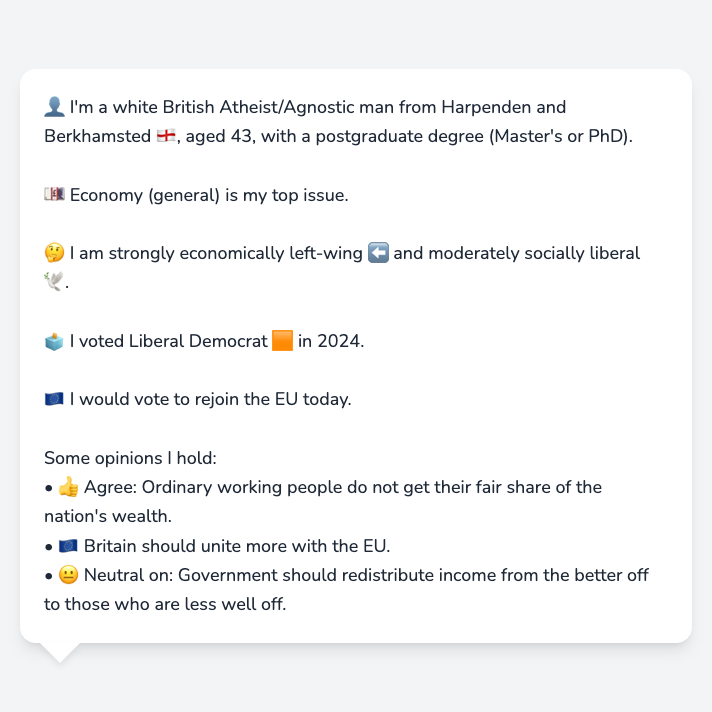 👤 I'm a white British Atheist/Agnostic man from Harpenden and
Berkhamsted 🏴󠁧󠁢󠁥󠁮󠁧󠁿, aged 43, with a postgraduate degree (Master's or PhD).
💷 Economy (general) is my top issue.
🤔 I am strongly economically left-wing ⬅️ and moderately socially liberal
🕊️.
🗳️ I voted Liberal Democrat 🟧 in 2024.
🇪🇺 I would vote to rejoin the EU today.
Some opinions I hold:
• 👍 Agree: Ordinary working people do not get their fair share of the
nation's wealth.
• 🇪🇺 Britain should unite more with the EU.
• 😐 Neutral on: Government should redistribute income from the better off
to those who are less well off.